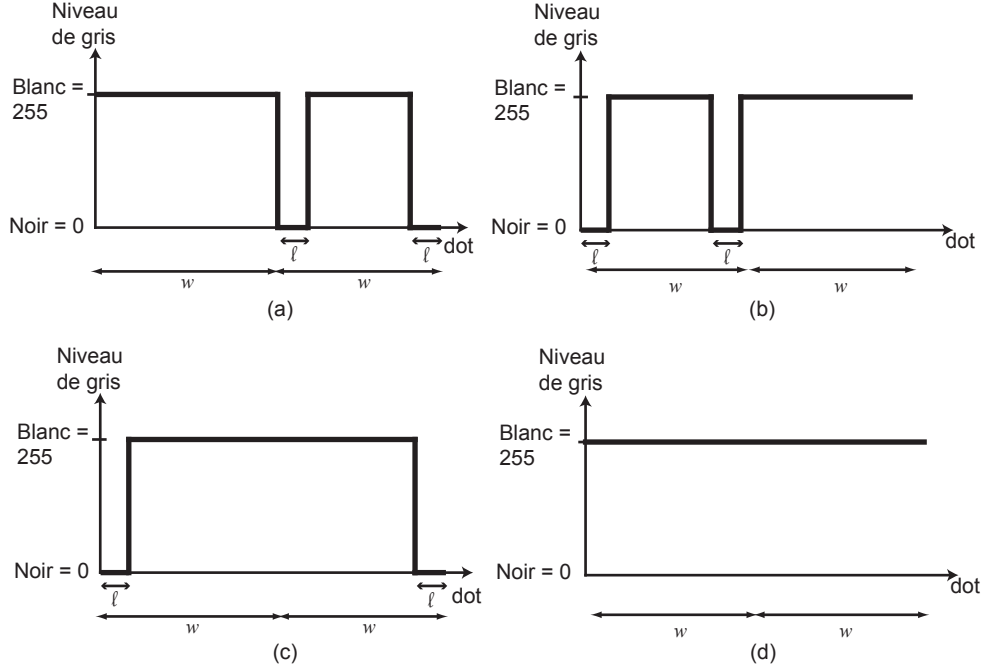 Niveau
de gris
Blanc =
255
Noir = 0
ℓ
ℓ
dot
w
w
(a)
Niveau
de gris
Blanc =
255
Noir = 0
ℓ
ℓ
dot
w
w
(b)
Niveau
de gris
Blanc =
255
Noir = 0
ℓ
ℓ
dot
w
w
(c)
Niveau
de gris
Blanc =
255
Noir = 0
dot
w
w
(d)